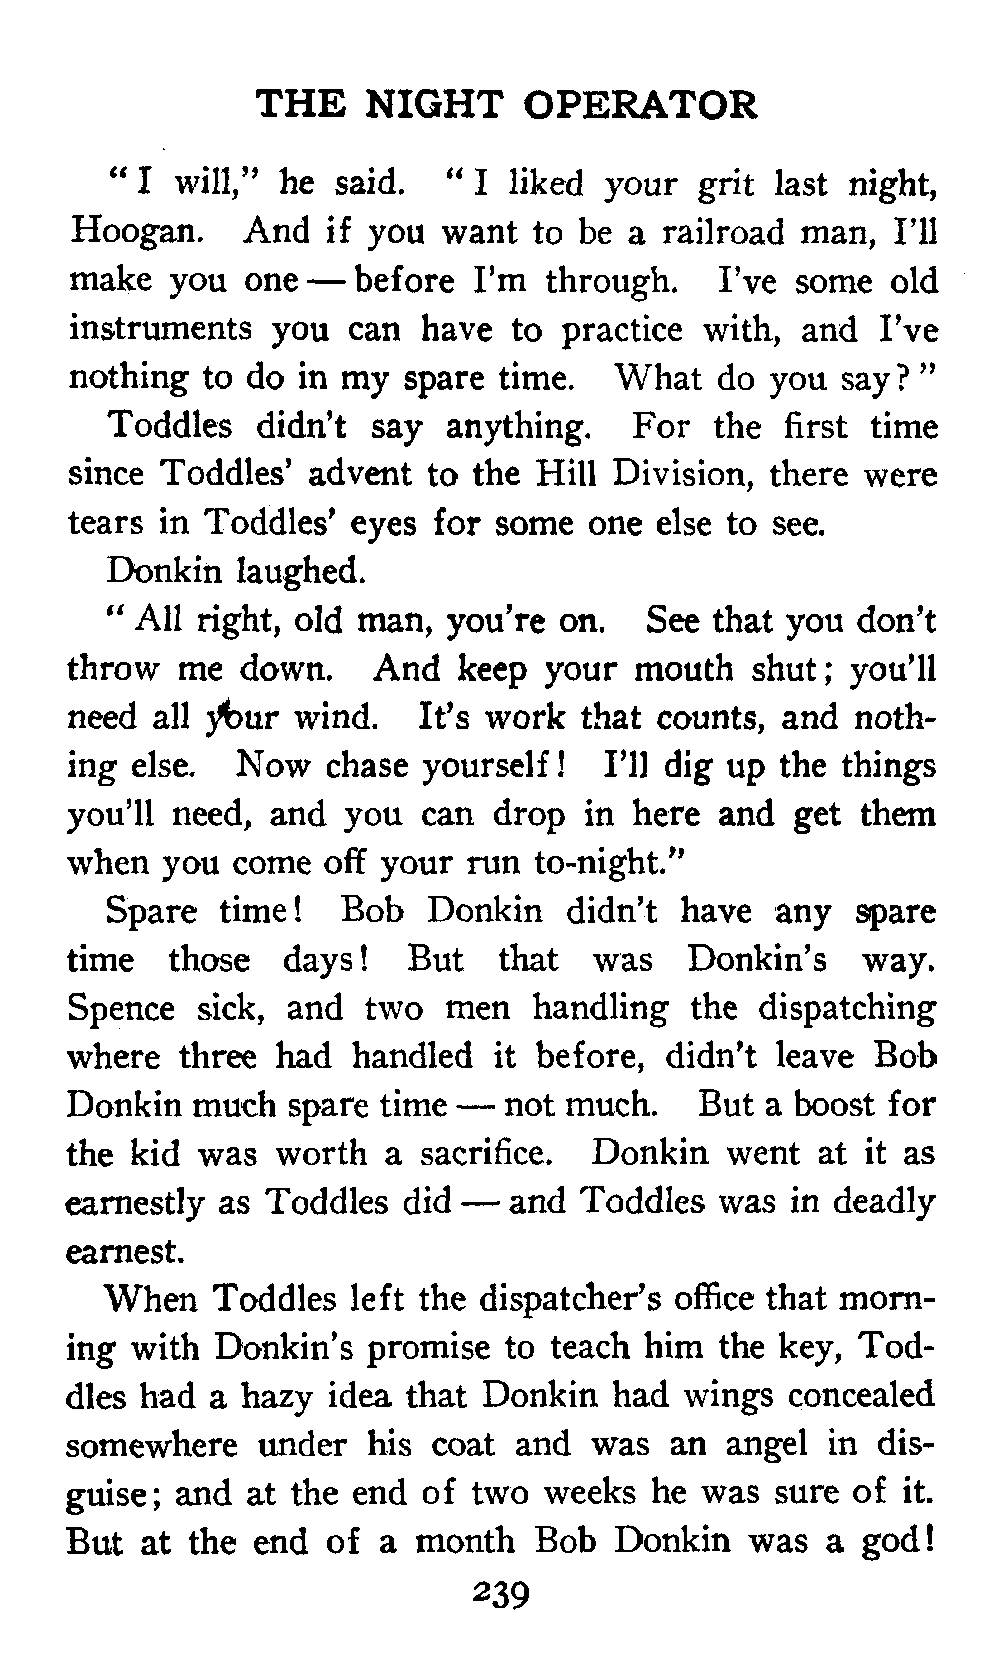 THE NIGHT OPERATOR
“ I will,” he said. “ I liked your grit last night,
Hoogan. And if you want to be a railroad man, I’ll
make you one — before I’m through. I’ve some old
instruments you can have to practice with, and I’ve
nothing to do in my spare time. What do you say? ”
Toddles didn’t say anything. For the first time
since Toddles’ advent to the Hill Division, there were
tears in Toddles’ eyes for some one else to see.
Donkin laughed.
“ All right, old man, you’re on. See that you don’t
throw me down. And keep your mouth shut; you’ll
need all your wind. It’s work that counts, and noth-
ing else. Now chase yourself! I’ll dig up the things
you’ll need, and you can drop in here and get them
when you come off your run to-night.”
Spare time! Bob Donkin didn’t have any spare
time those days! But that was Donkin’s way.
Spence sick, and two men handling the dispatching
where three had handled it before, didn’t leave Bob
Donkin much spare time — not much. But a boost for
the kid was worth a sacrifice. Donkin went at it as
earnestly as Toddles did — and Toddles was in deadly
earnest.
When Toddles left the dispatcher’s office that morn-
ing with Donkin’s promise to teach him the key, Tod-
dles had a hazy idea that Donkin had wings concealed
somewhere under his coat and was an angel in dis-
guise; and at the end of two weeks he was sure of it.
But at the end of a month Bob Donkin was a god!
239